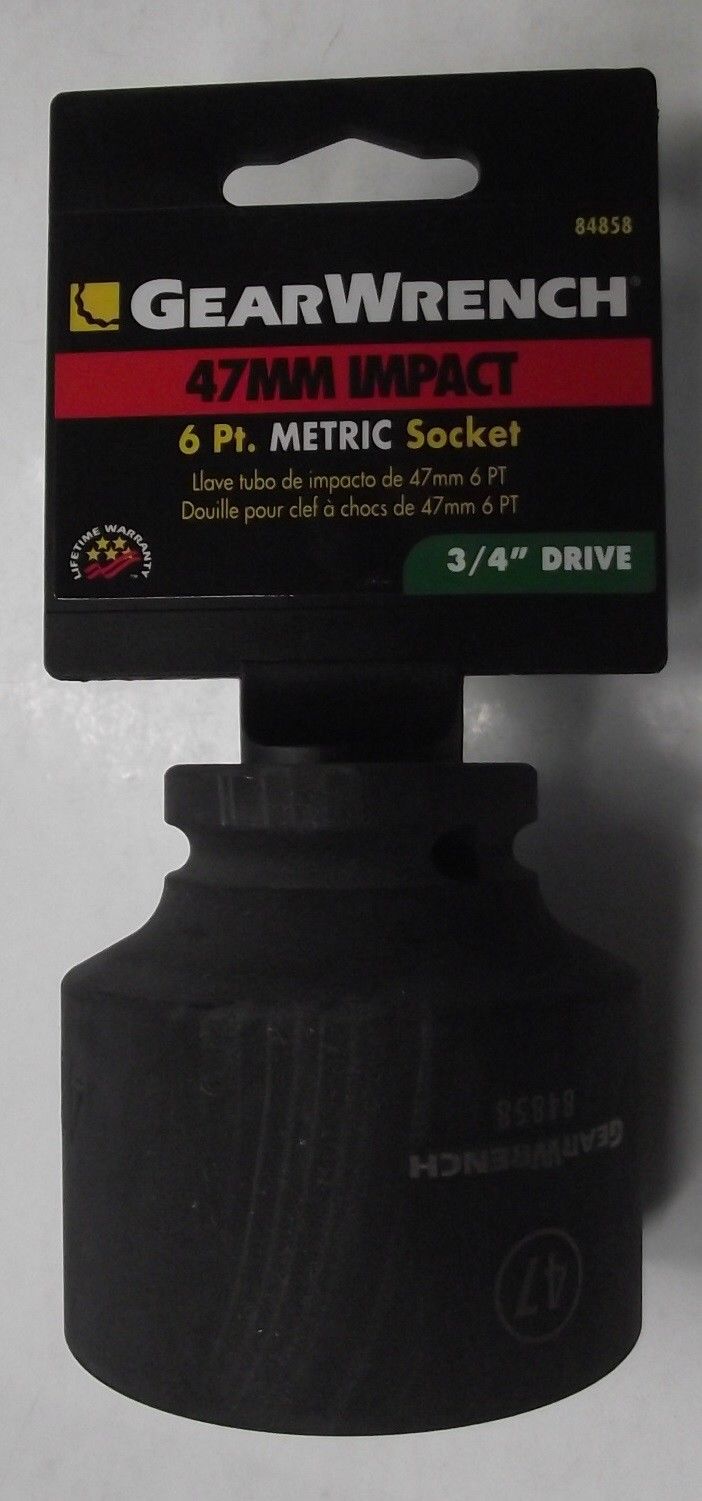 84858
GEARWRENCH®
47MM IMPACT
6 Pt. METRIC Socket
Llave tubo de impacto de 47mm 6 PT
Douille pour clef à chocs de 47mm 6 PT
LIFETIME WARRANTY ™
3/4" DRIVE
84858
GEARWRENCH
47